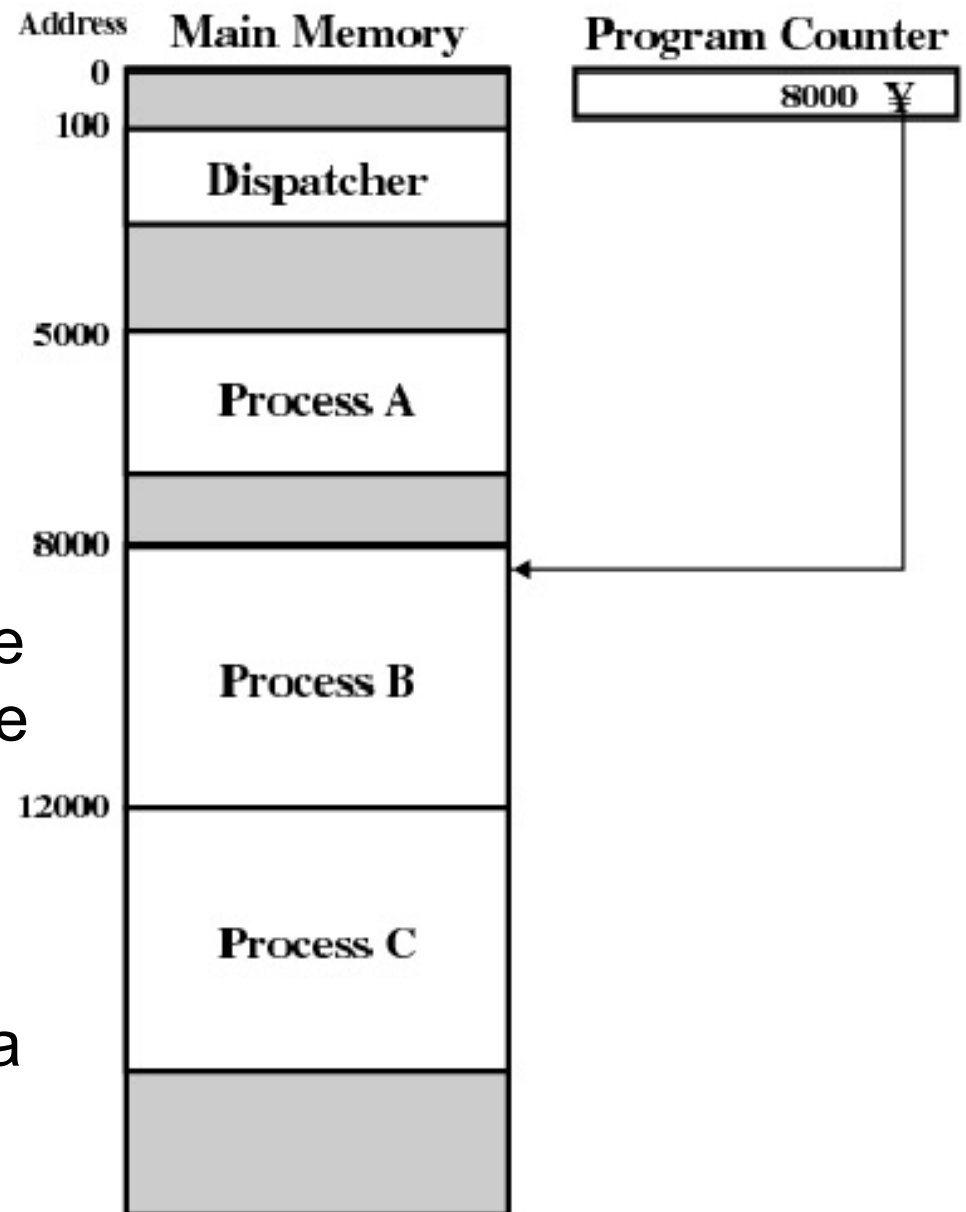 Address Main Memory Program Counter
0
8000 ¥
100
Dispatcher
5000
Process A
8000
e
Process B
e
12000
Process C
a